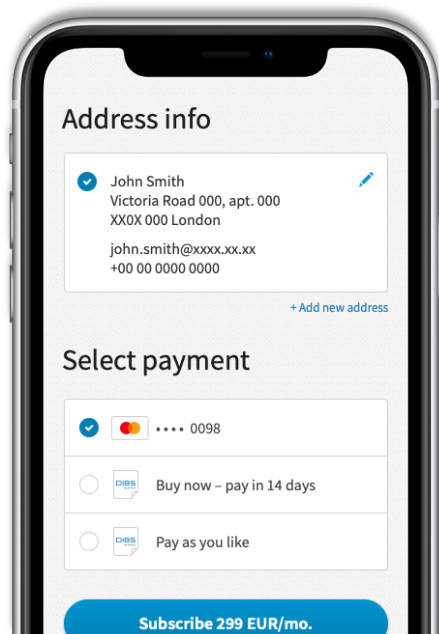 Address info
John Smith
Victoria Road 000, apt. 000
XX0X 000 London
john.smith@xxxx.xx.xx
+00 00 0000 0000
+ Add new address
Select payment
•••• 0098
DIBS
Buy now – pay in 14 days
DIBS
Pay as you like
Subscribe 299 EUR/mo.